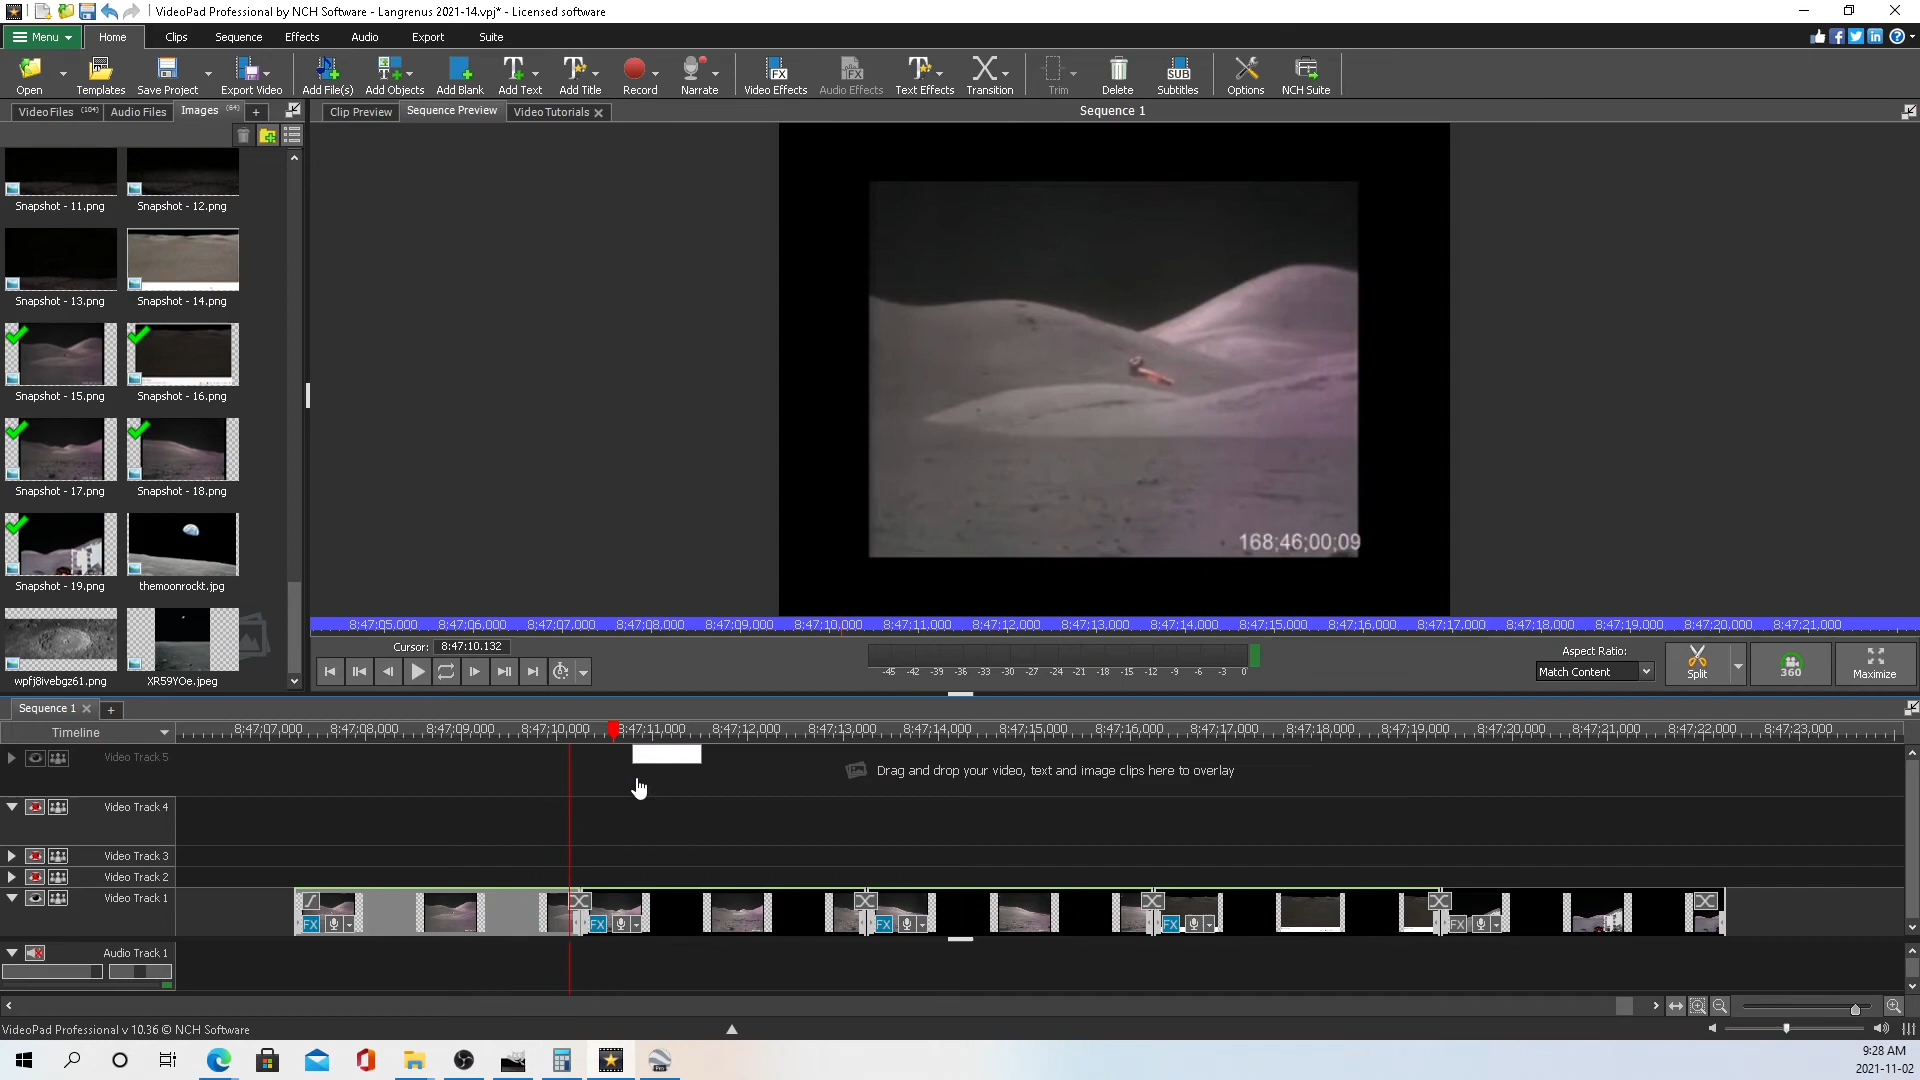 VideoPad Professional by NCH Software - Langrenus 2021-14.vpj* - Licensed software
Menu Home Clips Sequence Effects Audio Export Video Suite
Open Templates Save Project Export Video Add File(s) Add Objects Add Blank Add Text Add Title Record Narrate Video Effects Audio Effects Text Effects Transition Trim Delete Subtitles Options NCH Suite
Video Files (104) Audio Files Images (64) +
Clip Preview Sequence Preview Video Tutorials
Sequence 1
Snapshot - 11.png Snapshot - 12.png
Snapshot - 13.png Snapshot - 14.png
Snapshot - 15.png Snapshot - 16.png
Snapshot - 17.png Snapshot - 18.png
Snapshot - 19.png themoonrockt.jpg
wpfj8ivebgz61.png XR59YOe.jpeg
168;46;00;09
8:47:05,000 8:47:06,000 8:47:07,000 8:47:08,000 8:47:09,000 8:47:10,000 8:47:11,000 8:47:12,000 8:47:13,000 8:47:14,000 8:47:15,000 8:47:16,000 8:47:17,000 8:47:18,000 8:47:19,000 8:47:20,000 8:47:21,000
Cursor: 8:47:10.132
-45 -42 -39 -36 -33 -30 -27 -24 -21 -18 -15 -12 -9 -6 -3 0
Aspect Ratio:
Match Content
Split 360 Maximize
Sequence 1 +
Timeline
8:47:07,000 8:47:08,000 8:47:09,000 8:47:10,000 8:47:11,000 8:47:12,000 8:47:13,000 8:47:14,000 8:47:15,000 8:47:16,000 8:47:17,000 8:47:18,000 8:47:19,000 8:47:20,000 8:47:21,000 8:47:22,000 8:47:23,000
Video Track 5
Drag and drop your video, text and image clips here to overlay
Video Track 4
Video Track 3
Video Track 2
Video Track 1
FX FX FX FX FX
Audio Track 1
VideoPad Professional v 10.36 © NCH Software
9:28 AM
2021-11-02